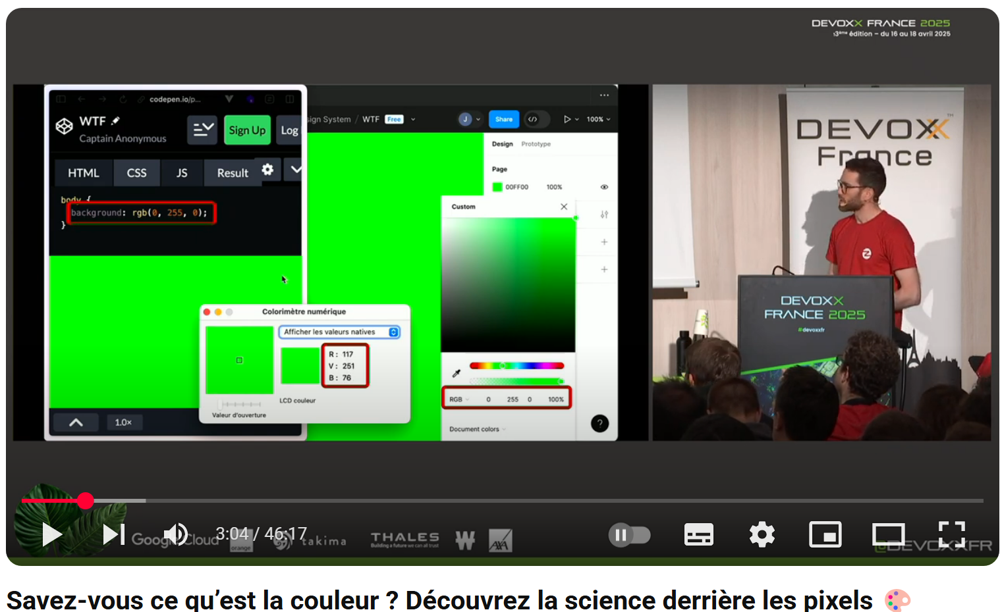 DEVOXX FRANCE 2025
13ème édition – du 16 au 18 avril 2025
codepen.io/p...
WTF
Captain Anonymous
Sign Up
Log
HTML
CSS
JS
Result
body {
background: rgb(0, 255, 0);
}
1.0×
sign System / WTF Free
J
Share
100%
Design
Prototype
Page
00FF00
100%
Custom
RGB
0
255
0
100%
Document colors
?
Colorimètre numérique
Afficher les valeurs natives
R : 117
V : 251
B : 76
LCD couleur
Valeur d'ouverture
DEVOXX™
France
DEVOXX
FRANCE 2025
#devoxxfr
3:04 / 46:17
Google Cloud
orange
takima
THALES
Building a future we can all trust
W
AXA
@DEVOXXFR
Savez-vous ce qu’est la couleur ? Découvrez la science derrière les pixels 🎨